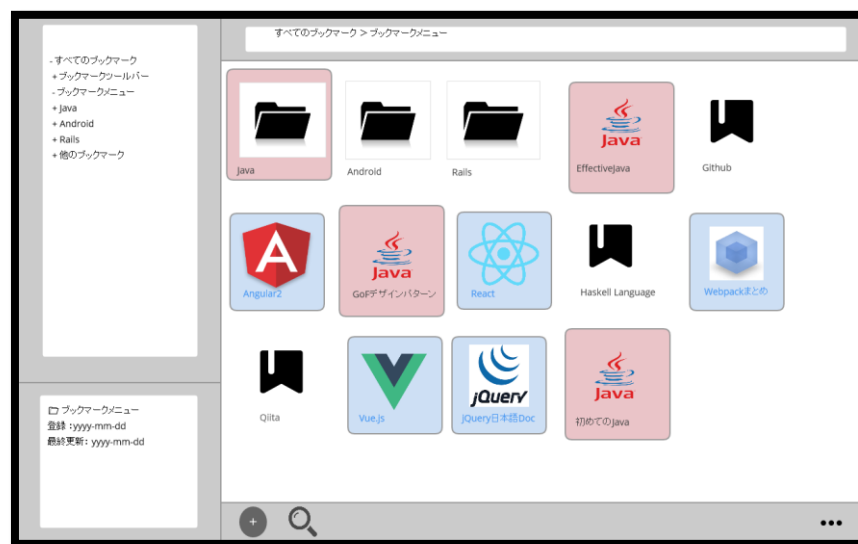 すべてのブックマーク > ブックマークメニュー
- すべてのブックマーク
+ ブックマークツールバー
- ブックマークメニュー
+ Java
+ Android
+ Rails
+ 他のブックマーク
Java
Android
Rails
Java
EffectiveJava
Github
Angular2
Java
GoFデザインパターン
React
Haskell Language
Webpackまとめ
Qiita
Vue.js
jQuery
jQuery日本語Doc
Java
初めてのJava
ブックマークメニュー
登録 : yyyy-mm-dd
最終更新 : yyyy-mm-dd